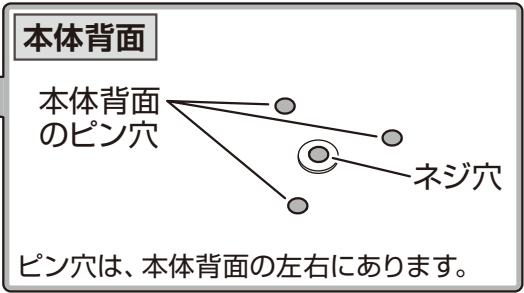 本体背面
本体背面
のピン穴
ネジ穴
ピン穴は、本体背面の左右にあります。